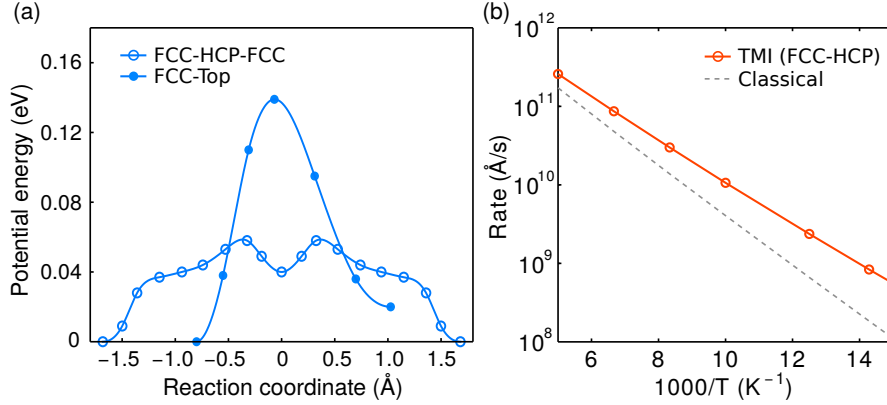 (a)
0.16
0.12
0.08
0.04
0
Potential energy (eV)
FCC-HCP-FCC
FCC-Top
−1.5
−1.0
−0.5
0
0.5
1.0
1.5
Reaction coordinate (Å)
(b)
10^12
10^11
10^10
10^9
10^8
Rate (Å/s)
TMI (FCC-HCP)
Classical
6
8
10
12
14
1000/T (K⁻¹)